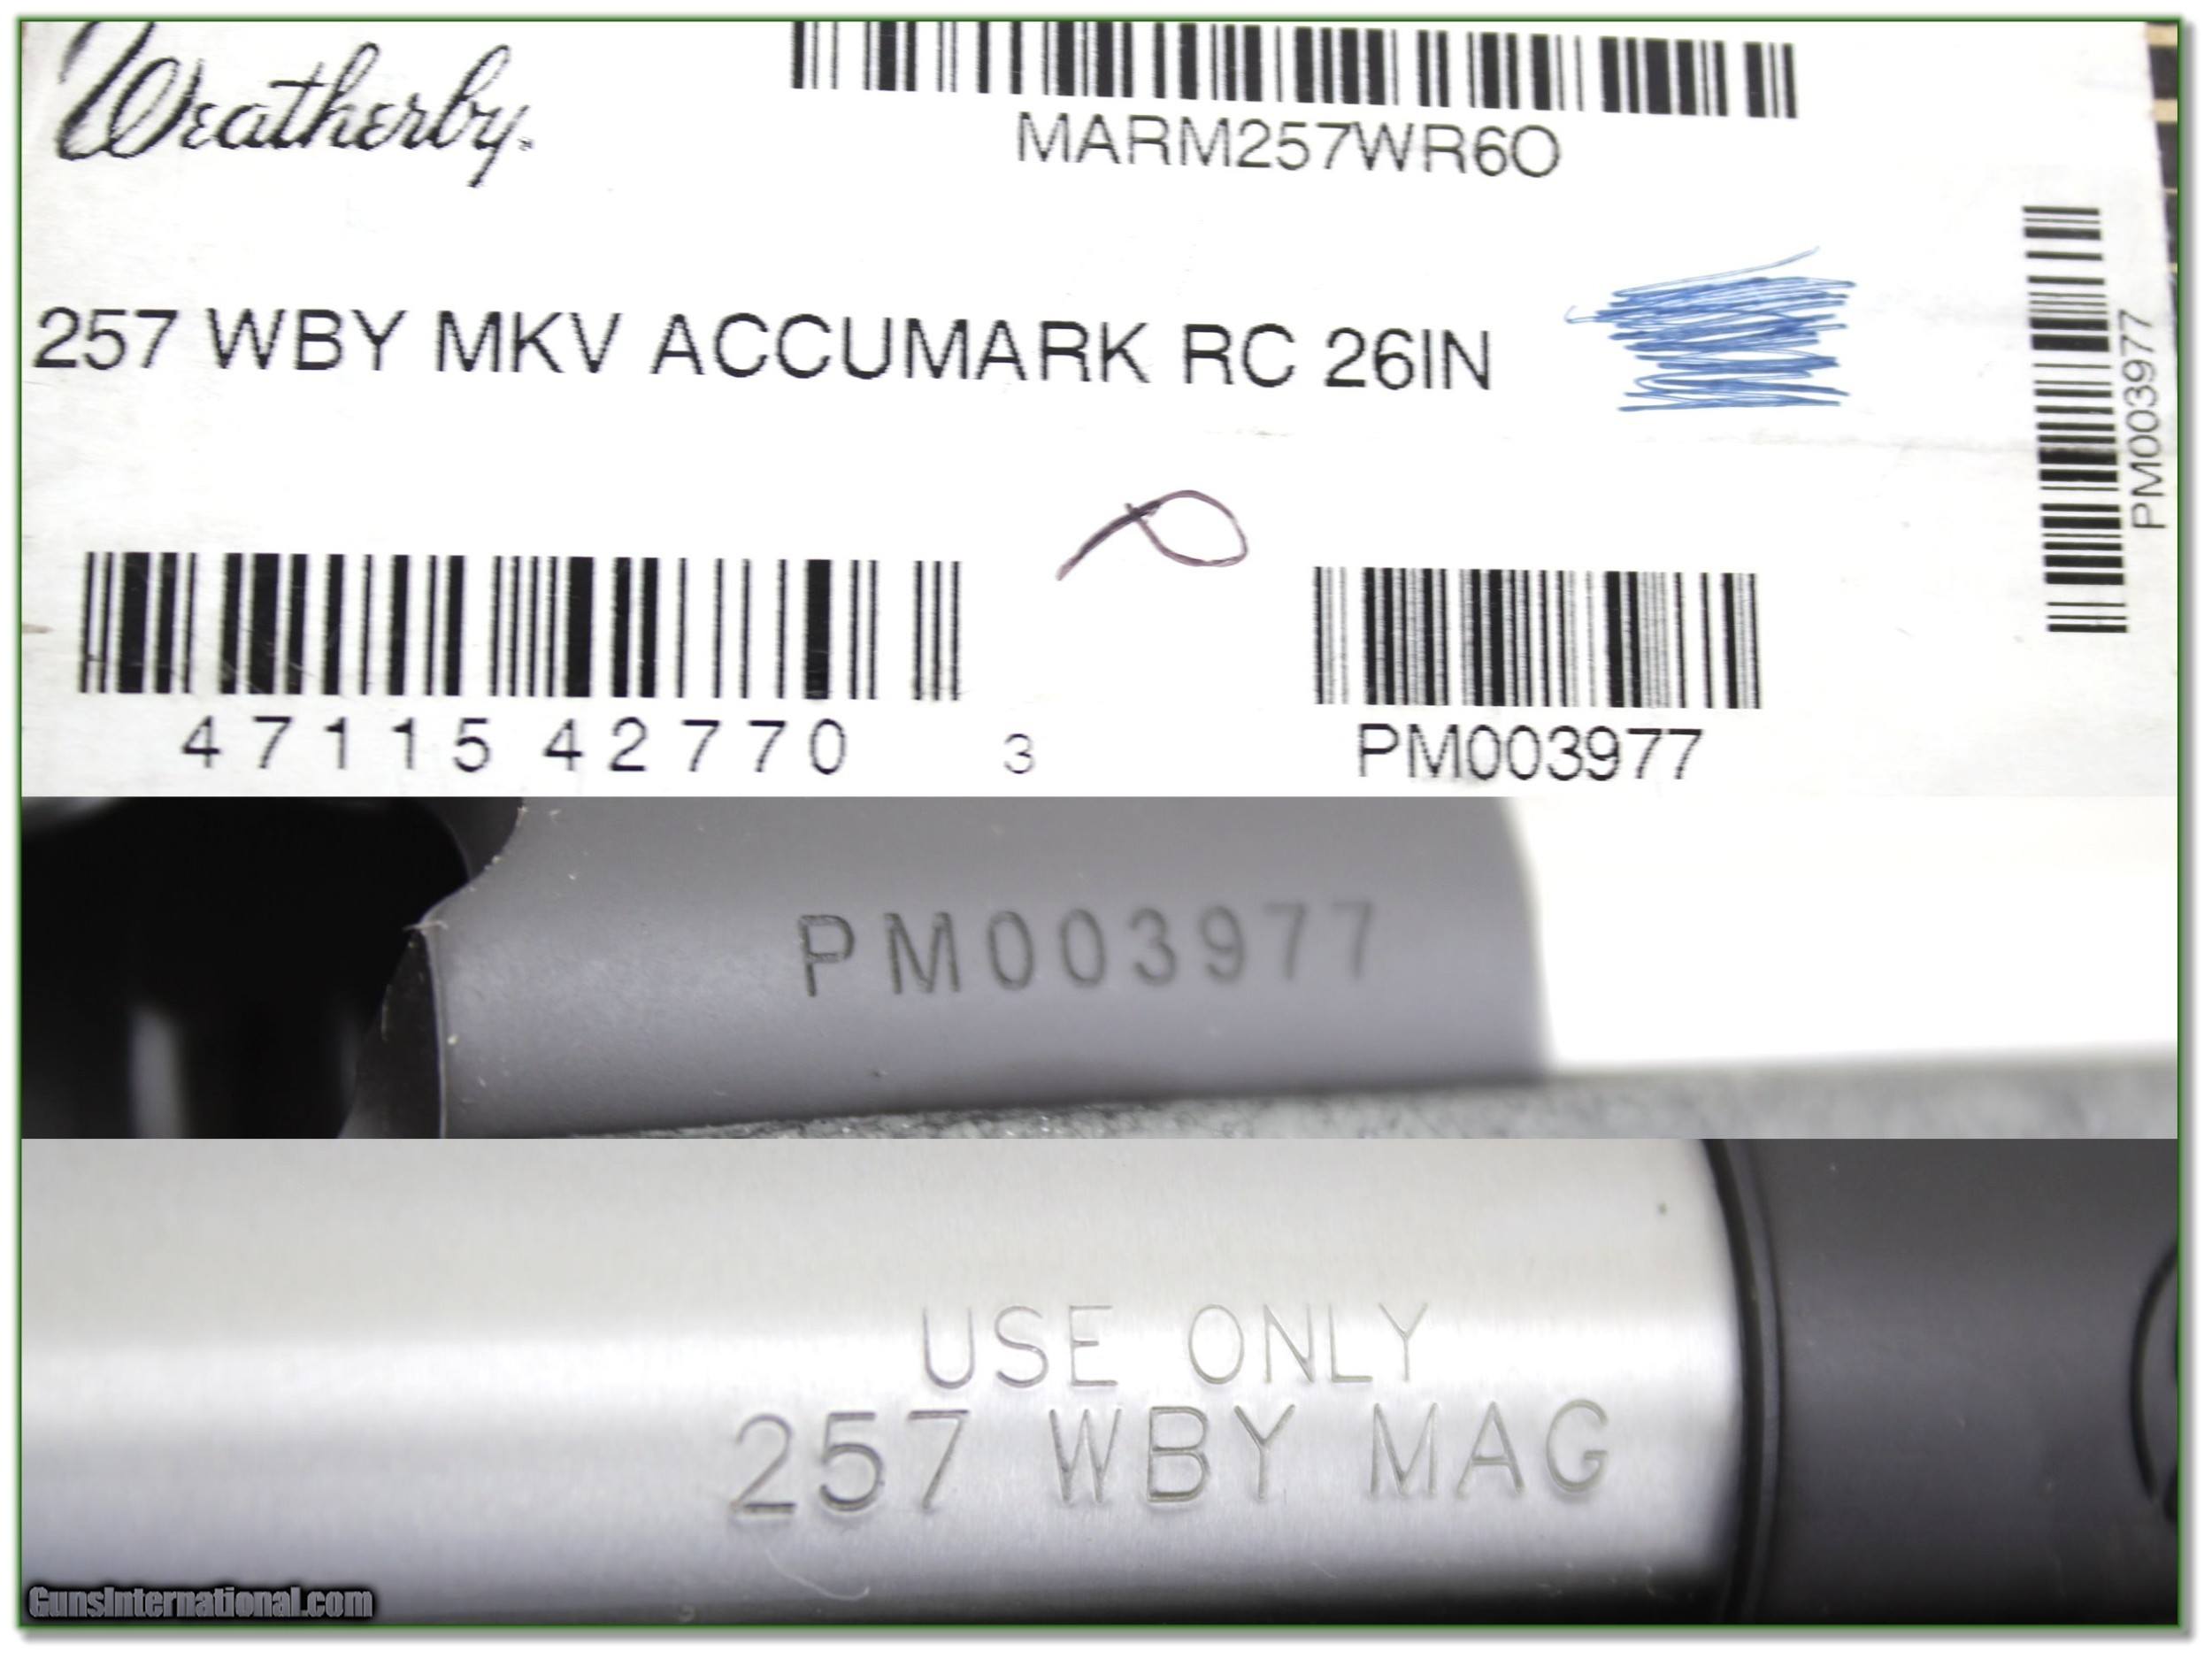 Weatherby
MARM257WR6O
257 WBY MKV ACCUMARK RC 26IN
PM003977
47115 42770 3
PM003977
PM003977
USE ONLY
257 WBY MAG
GunsInternational.com